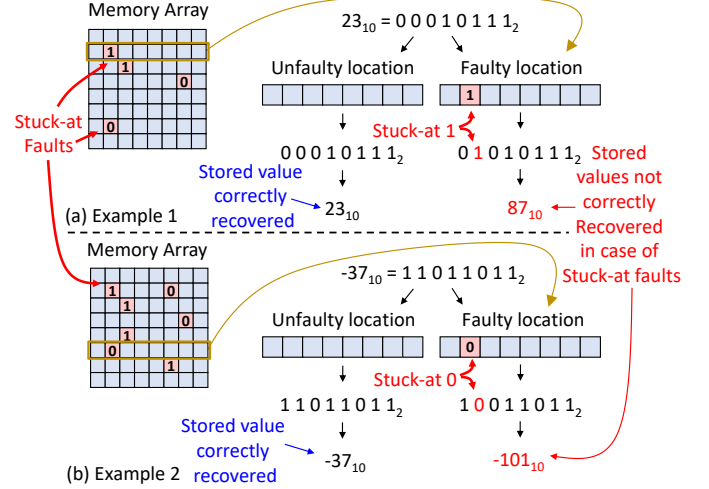 Memory Array
1
1
0
0
Stuck-at
Faults
23₁₀ = 0 0 0 1 0 1 1 1₂
Unfaulty location
Faulty location
1
Stuck-at 1
0 0 0 1 0 1 1 1₂
0 1 0 1 0 1 1 1₂
Stored value
correctly
recovered
23₁₀
87₁₀
Stored
values not
correctly
Recovered
in case of
Stuck-at faults
(a) Example 1
Memory Array
1 0
1
0
1
0
1
-37₁₀ = 1 1 0 1 1 0 1 1₂
Unfaulty location
Faulty location
0
Stuck-at 0
1 1 0 1 1 0 1 1₂
1 0 0 1 1 0 1 1₂
Stored value
correctly
recovered
-37₁₀
-101₁₀
(b) Example 2